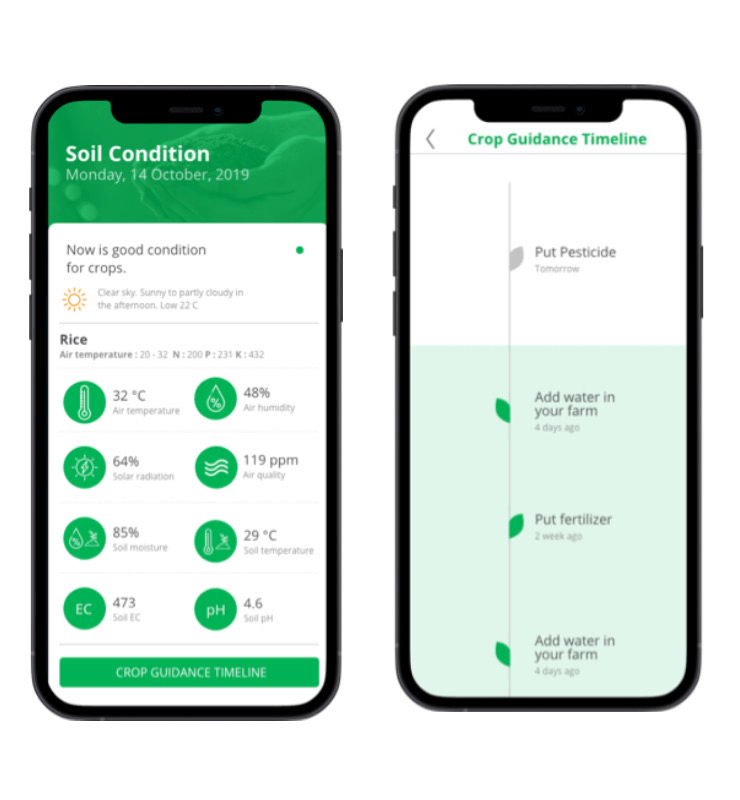 Soil Condition
Monday, 14 October, 2019
Now is good condition
for crops.
Clear sky. Sunny to partly cloudy in
the afternoon. Low 22 C
Rice
Air temperature : 20 - 32 N : 200 P : 231 K : 432
32 °C
Air temperature
%
48%
Air humidity
64%
Solar radiation
119 ppm
Air quality
%
85%
Soil moisture
29 °C
Soil temperature
EC
473
Soil EC
pH
4.6
Soil pH
CROP GUIDANCE TIMELINE
Crop Guidance Timeline
Put Pesticide
Tomorrow
Add water in
your farm
4 days ago
Put fertilizer
2 week ago
Add water in
your farm
4 days ago